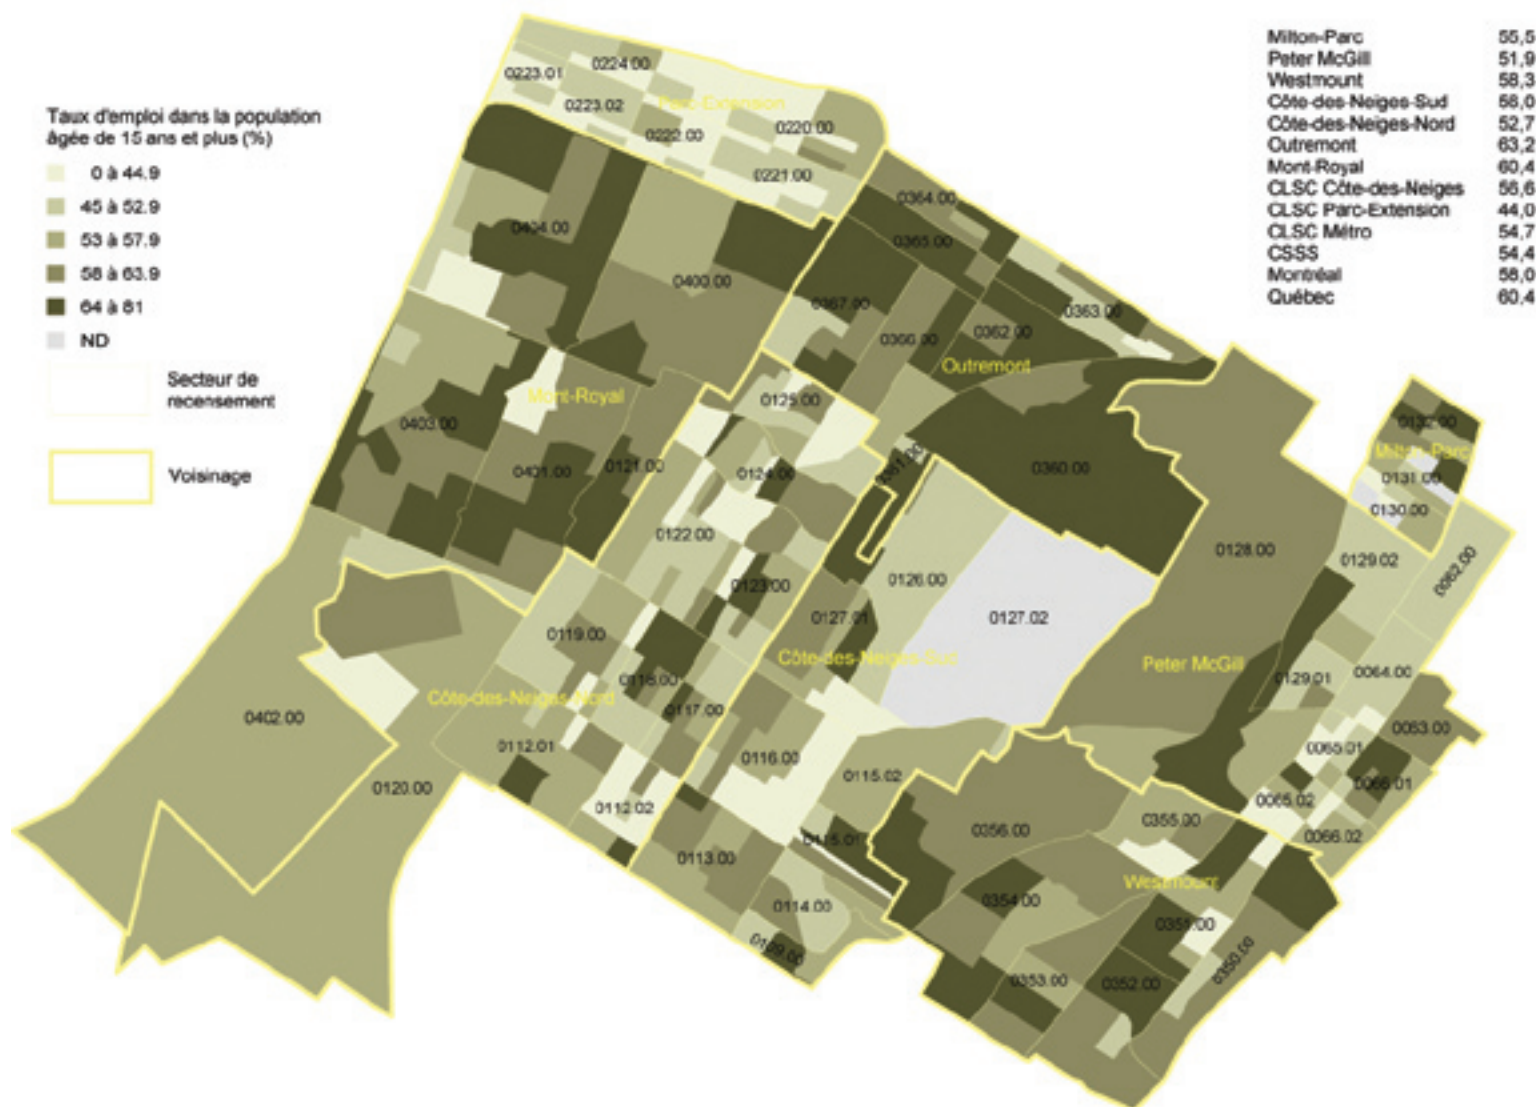 Milton-Parc 55,5
Peter McGill 51,9
Westmount 58,3
Côte-des-Neiges-Sud 56,0
Côte-des-Neiges-Nord 52,7
Outremont 63,2
Mont-Royal 60,4
CLSC Côte-des-Neiges 56,6
CLSC Parc-Extension 44,0
CLSC Métro 54,7
CSSS 54,4
Montréal 58,0
Québec 60,4
Taux d'emploi dans la population
âgée de 15 ans et plus (%)
0 à 44.9
45 à 52.9
53 à 57.9
58 à 63.9
64 à 81
ND
Secteur de
recensement
Voisinage
0224.00
0223.01
Parc-Extension
0223.02
0222.00
0220.00
0221.00
0364.00
0404.00
0365.00
0400.00
0367.00
0363.00
0366.00
0362.00
Outremont
Mont-Royal
0125.00
0403.00
0401.00
0121.00
0124.00
0361.00
0360.00
0132.00
Milton-Parc
0131.00
0130.00
0122.00
0128.00
0129.02
0062.00
0123.00
0126.00
0127.01
0127.02
0119.00
Côte-des-Neiges-Sud
Peter McGill
0129.01
0064.00
0118.00
Côte-des-Neiges-Nord
0117.00
0402.00
0063.00
0112.01
0116.00
0115.02
0065.01
0120.00
0066.01
0112.02
0065.02
0355.00
0356.00
0066.02
0115.01
0113.00
Westmount
0354.00
0114.00
0351.00
0109.00
0350.00
0353.00
0352.00